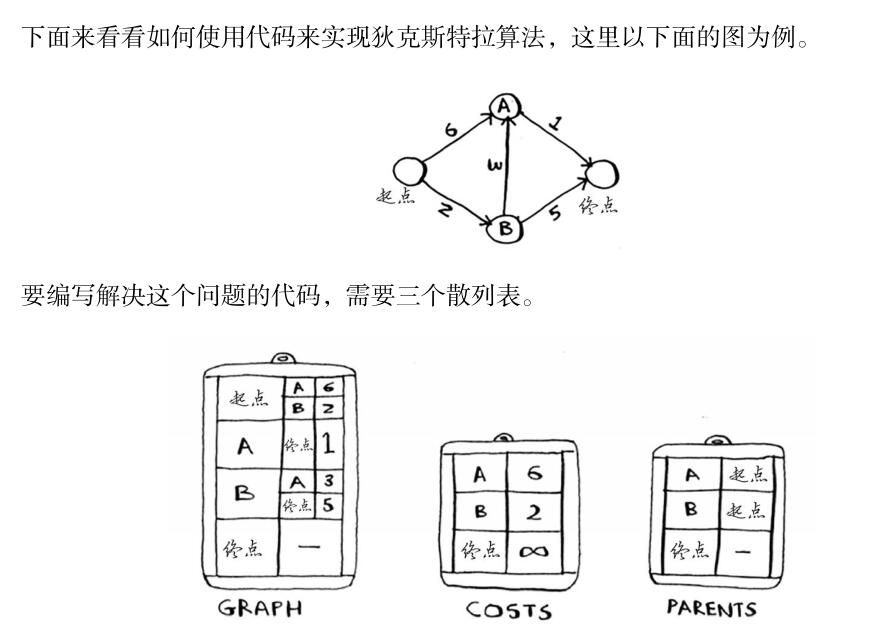 下面来看看如何使用代码来实现狄克斯特拉算法，这里以下面的图为例。
A
6
1
3
起点
终点
2
5
B
要编写解决这个问题的代码，需要三个散列表。
起点 A 6
B 2
A 终点 1
B A 3
终点 5
终点 —
GRAPH
A 6
B 2
终点 ∞
COSTS
A 起点
B 起点
终点 —
PARENTS